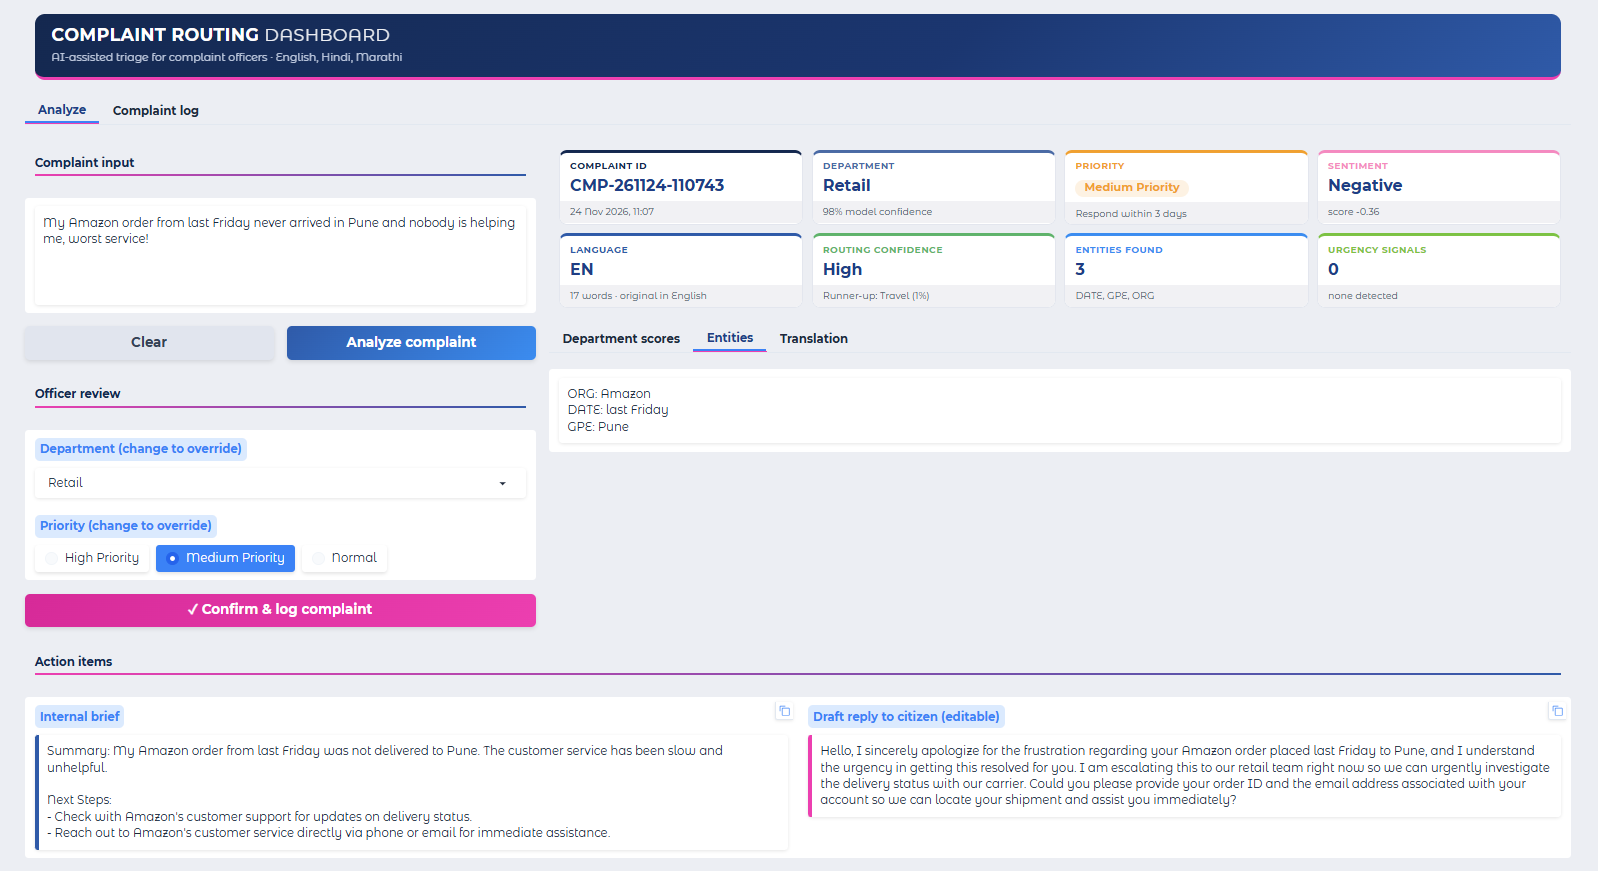 COMPLAINT ROUTING DASHBOARD
AI-assisted triage for complaint officers · English, Hindi, Marathi
Analyze
Complaint log
Complaint input
My Amazon order from last Friday never arrived in Pune and nobody is helping
me, worst service!
Clear
Analyze complaint
Officer review
Department (change to override)
Retail
Priority (change to override)
High Priority
Medium Priority
Normal
✓ Confirm & log complaint
COMPLAINT ID
CMP-261124-110743
24 Nov 2026, 11:07
DEPARTMENT
Retail
98% model confidence
PRIORITY
Medium Priority
Respond within 3 days
SENTIMENT
Negative
score -0.36
LANGUAGE
EN
17 words · original in English
ROUTING CONFIDENCE
High
Runner-up: Travel (1%)
ENTITIES FOUND
3
DATE, GPE, ORG
URGENCY SIGNALS
0
none detected
Department scores
Entities
Translation
ORG: Amazon
DATE: last Friday
GPE: Pune
Action items
Internal brief
Summary: My Amazon order from last Friday was not delivered to Pune. The customer service has been slow and
unhelpful.
Next Steps:
- Check with Amazon's customer support for updates on delivery status.
- Reach out to Amazon's customer service directly via phone or email for immediate assistance.
Draft reply to citizen (editable)
Hello, I sincerely apologize for the frustration regarding your Amazon order placed last Friday to Pune, and I understand
the urgency in getting this resolved for you. I am escalating this to our retail team right now so we can urgently investigate
the delivery status with our carrier. Could you please provide your order ID and the email address associated with your
account so we can locate your shipment and assist you immediately?